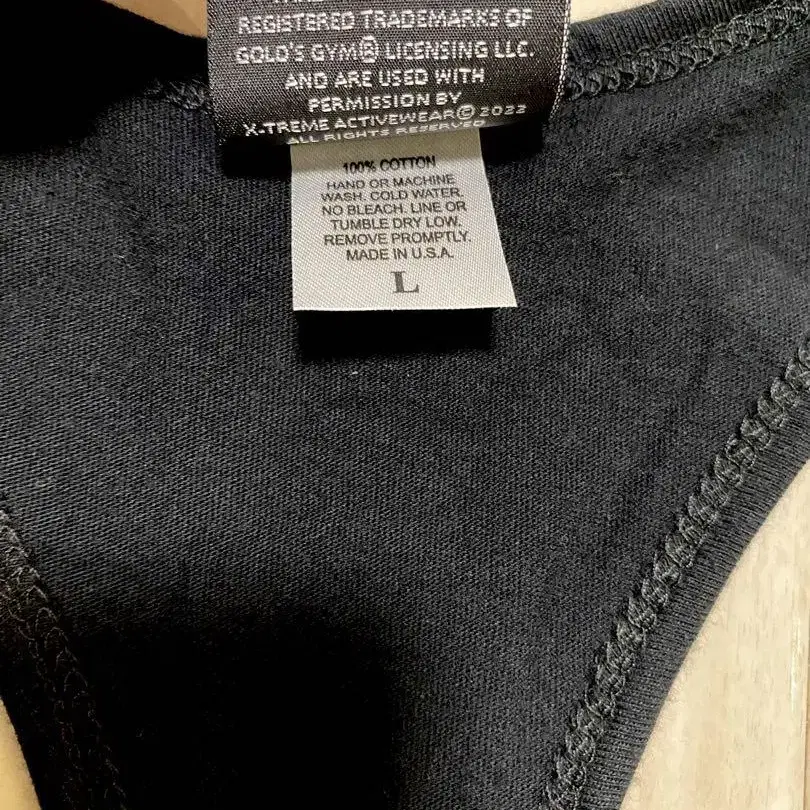 REGISTERED TRADEMARKS OF
GOLD'S GYM® LICENSING LLC.
AND ARE USED WITH
PERMISSION BY
X-TREME ACTIVEWEAR© 2022
ALL RIGHTS RESERVED
100% COTTON
HAND OR MACHINE
WASH. COLD WATER.
NO BLEACH. LINE OR
TUMBLE DRY LOW.
REMOVE PROMPTLY.
MADE IN U.S.A.
L